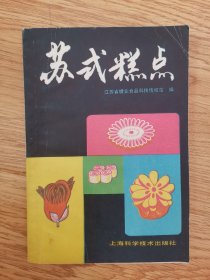 苏式糕点
江苏省糖业食品科技情报站 编
上海科学技术出版社